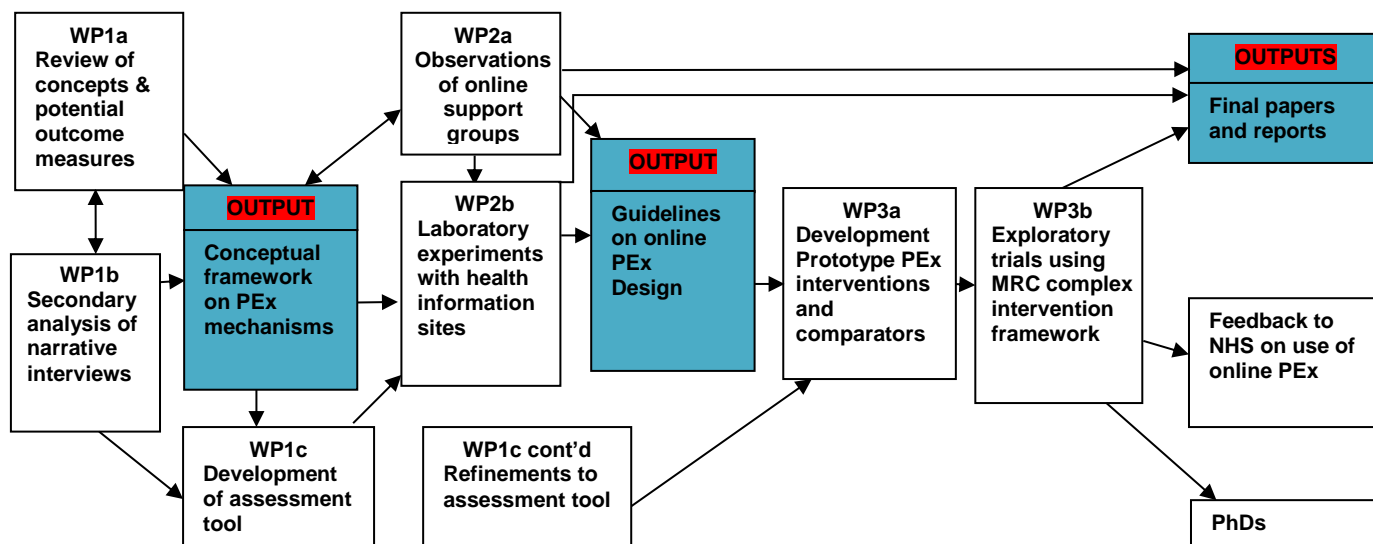 WP1a
Review of
concepts &
potential
outcome
measures
WP1b
Secondary
analysis of
narrative
interviews
OUTPUT
Conceptual
framework
on PEx
mechanisms
WP1c
Development
of assessment
tool
WP2a
Observations
of online
support
groups
WP2b
Laboratory
experiments
with health
information
sites
WP1c cont’d
Refinements to
assessment tool
OUTPUT
Guidelines
on online
PEx
Design
WP3a
Development
Prototype PEx
interventions
and
comparators
WP3b
Exploratory
trials using
MRC complex
intervention
framework
OUTPUTS
Final papers
and reports
Feedback to
NHS on use of
online PEx
PhDs